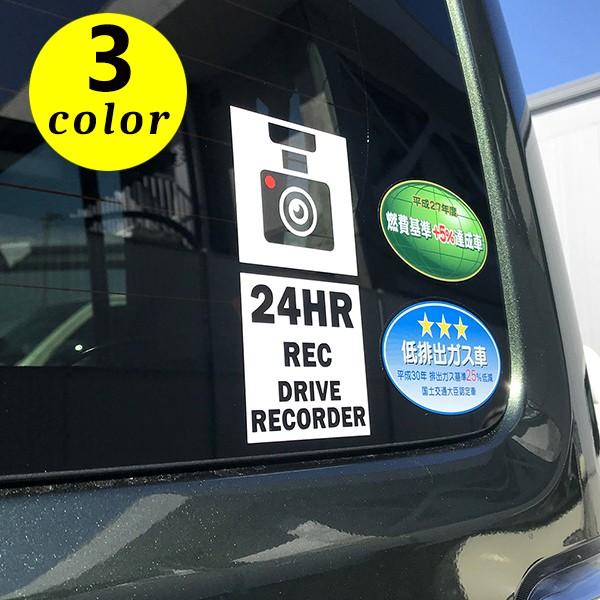 3
color
24HR
REC
DRIVE
RECORDER
平成27年度
燃費基準+5%達成車
低排出ガス車
平成30年 排出ガス基準25%低減
国土交通大臣認定車